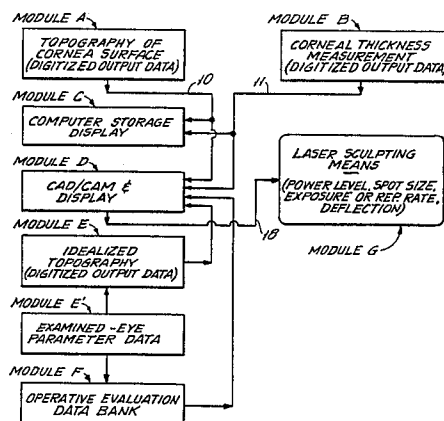 MODULE A
TOPOGRAPHY OF
CORNEA SURFACE
(DIGITIZED OUTPUT DATA)
MODULE B
CORNEAL THICKNESS
MEASUREMENT
(DIGITIZED OUTPUT DATA)
10
11
MODULE C
COMPUTER STORAGE
DISPLAY
MODULE D
CAD/CAM &
DISPLAY
LASER SCULPTING
MEANS
(POWER LEVEL, SPOT SIZE,
EXPOSURE OR REP RATE,
DEFLECTION)
MODULE G
18
MODULE E
IDEALIZED
TOPOGRAPHY
(DIGITIZED OUTPUT DATA)
MODULE E'
EXAMINED-EYE
PARAMETER DATA
MODULE F
OPERATIVE EVALUATION
DATA BANK